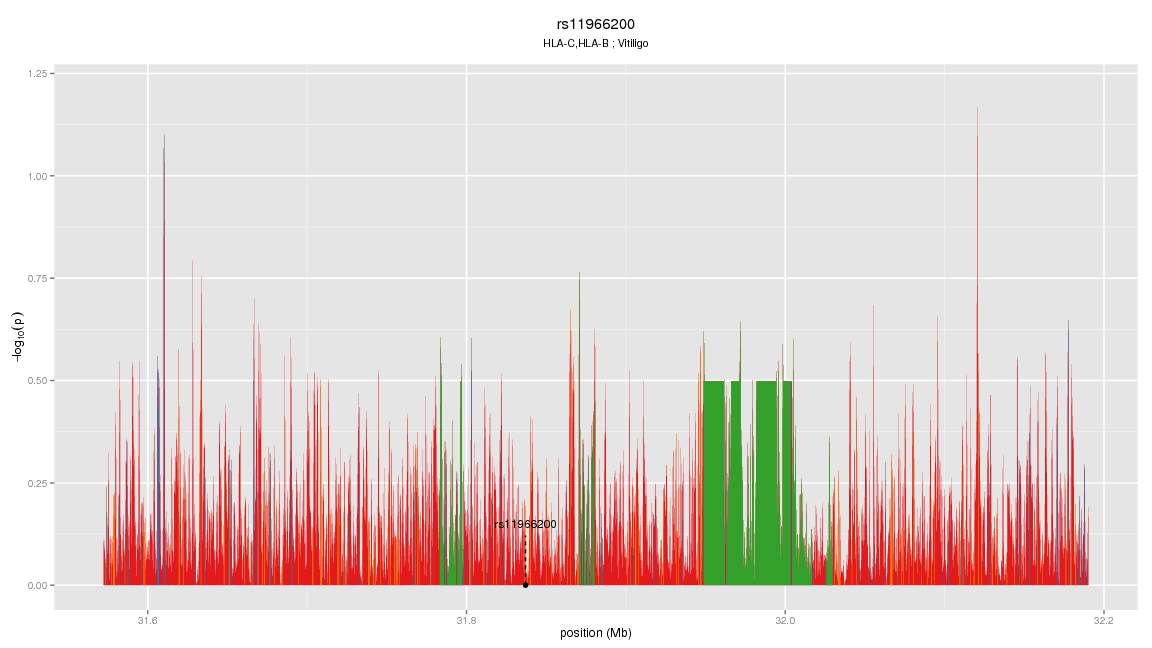 rs11966200
HLA-C,HLA-B ; Vitiligo
−log10(p)
1.25
1.00
0.75
0.50
0.25
0.00
rs11966200
31.6
31.8
32.0
32.2
position (Mb)